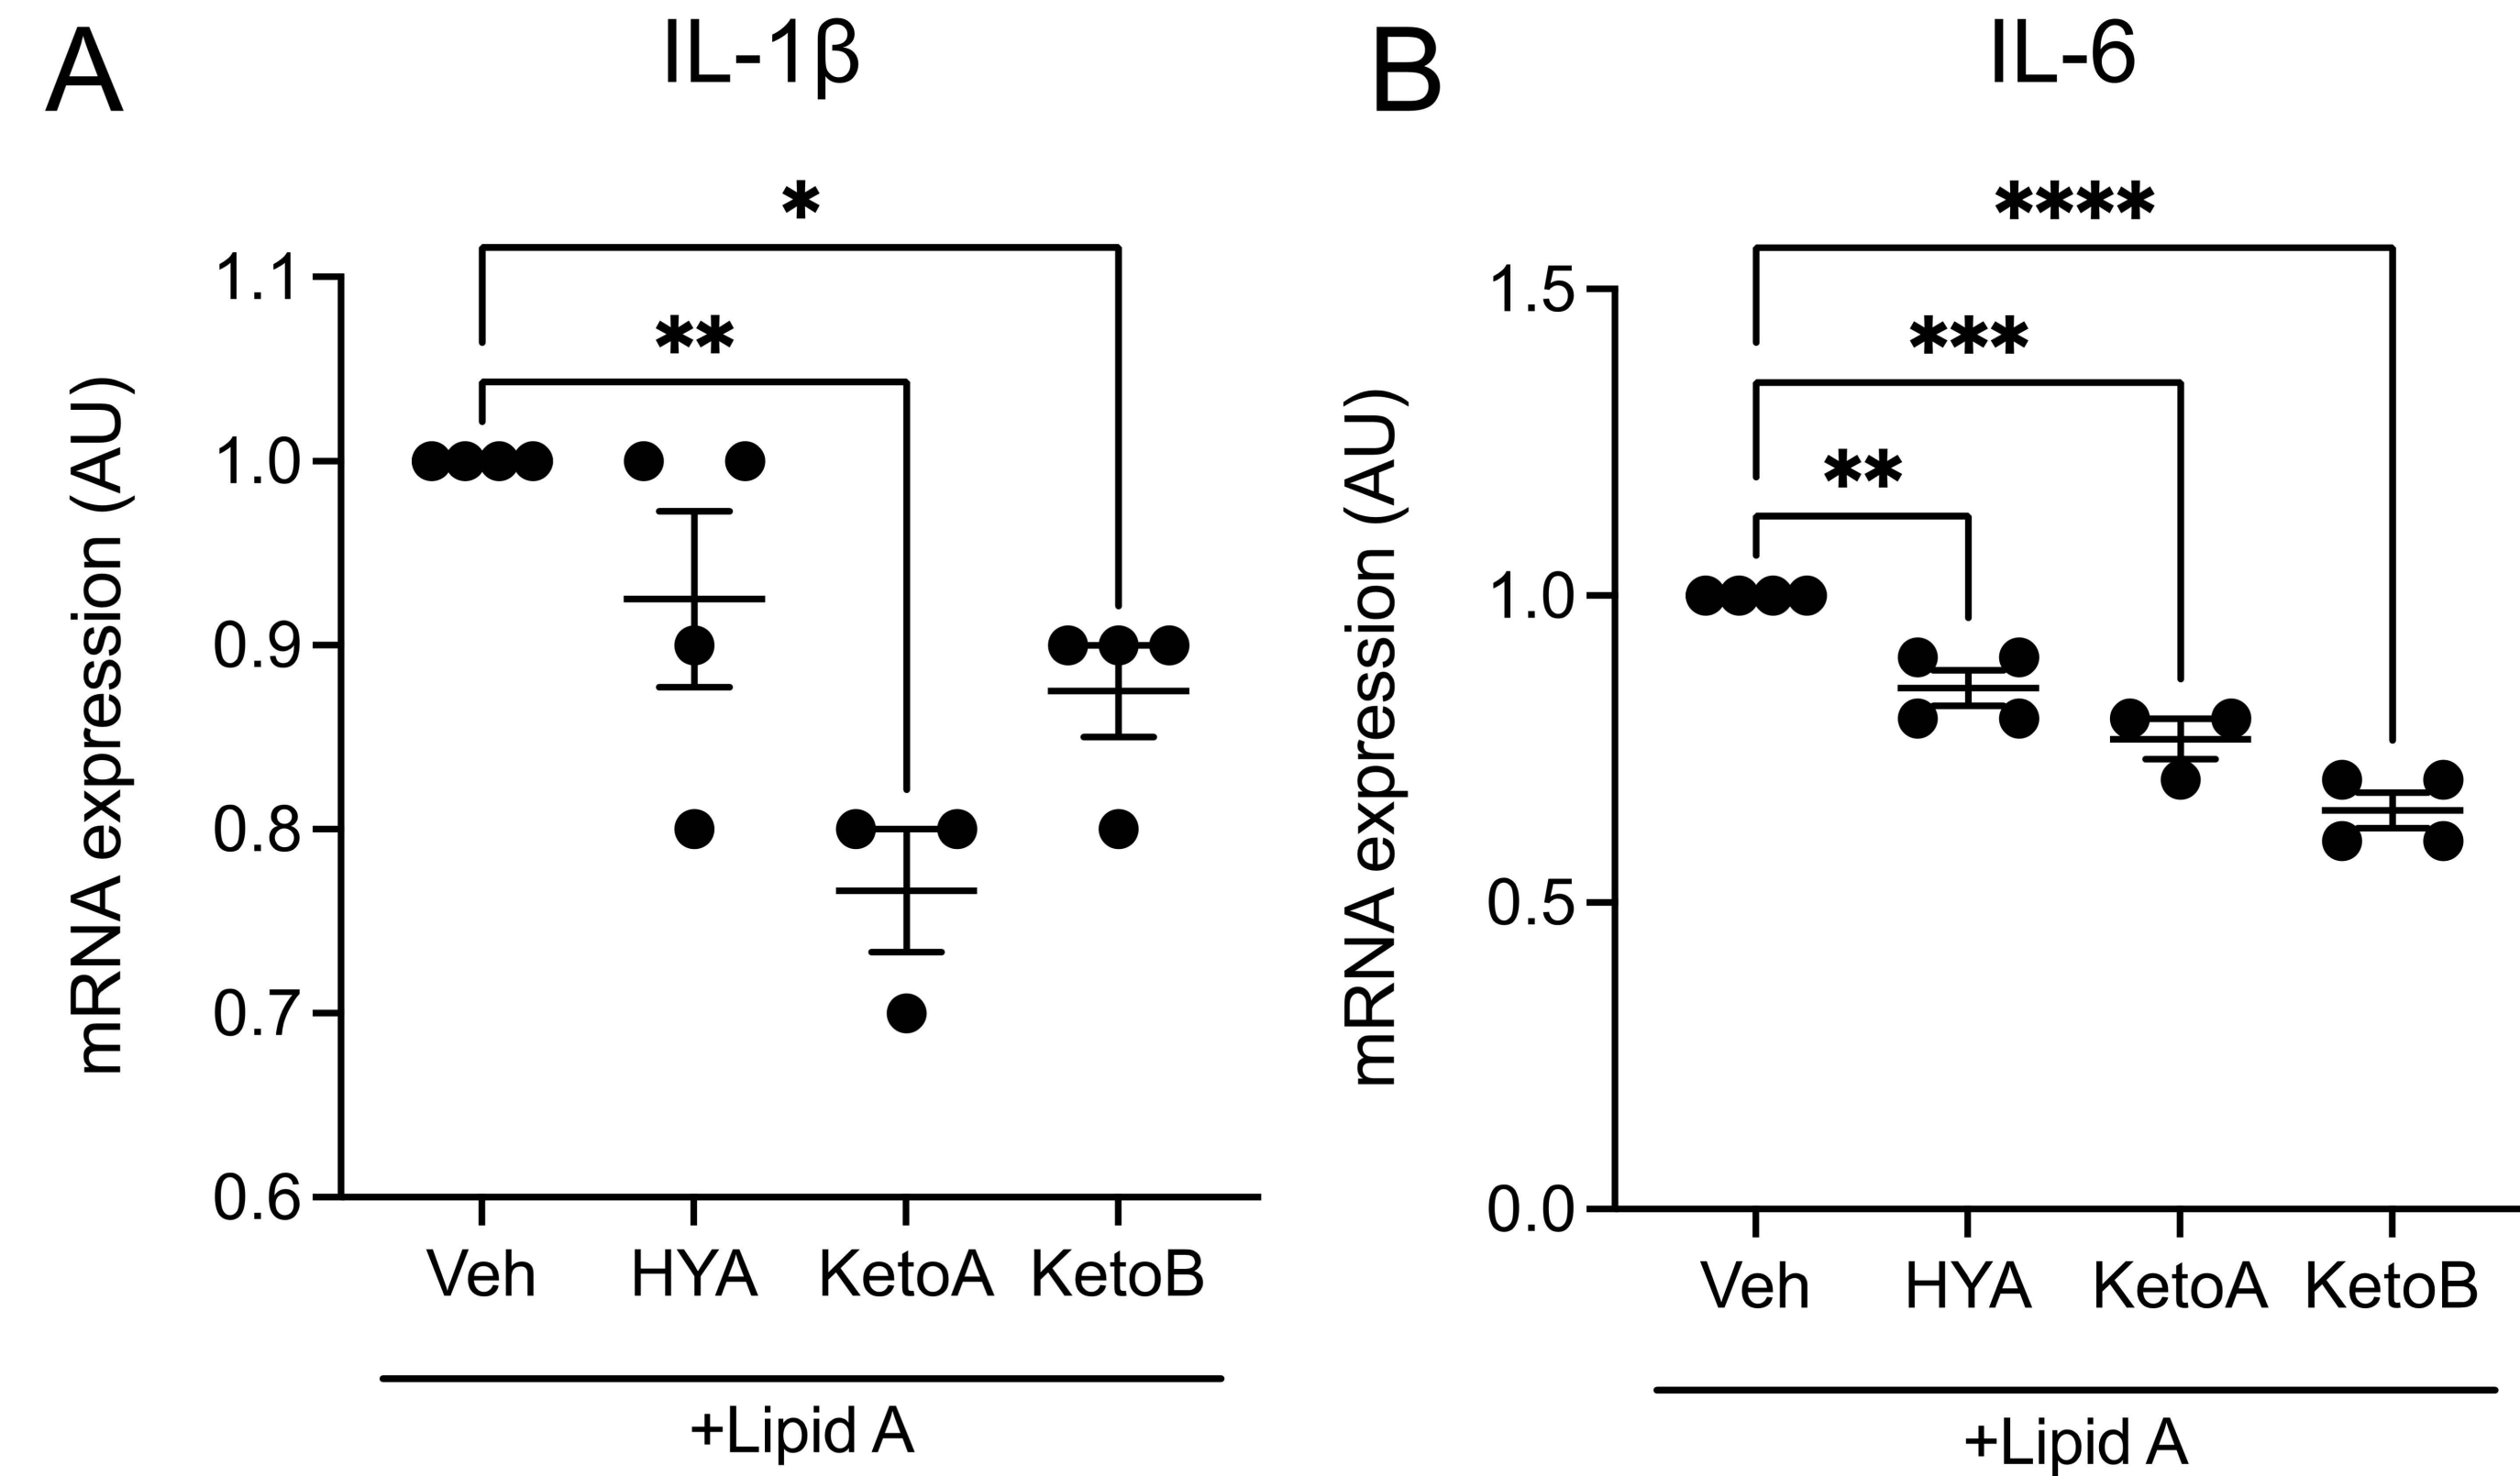 A
IL-1β
*
**
1.1
1.0
0.9
0.8
0.7
0.6
mRNA expression (AU)
Veh HYA KetoA KetoB
+Lipid A
B
IL-6
****
***
**
1.5
1.0
0.5
0.0
mRNA expression (AU)
Veh HYA KetoA KetoB
+Lipid A